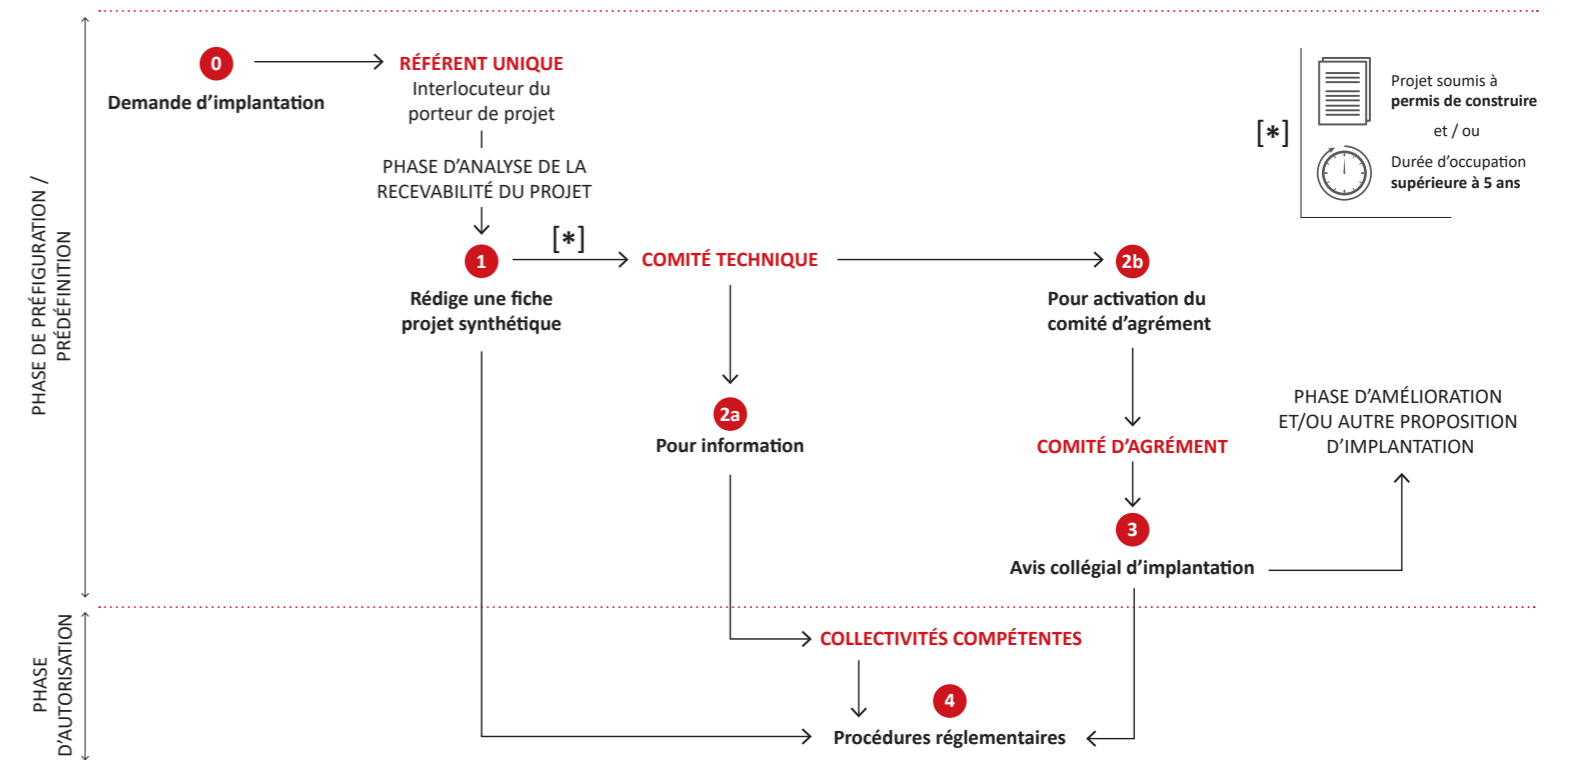 0
Demande d’implantation
RÉFÉRENT UNIQUE
Interlocuteur du
porteur de projet
PHASE D’ANALYSE DE LA
RECEVABILITÉ DU PROJET
[*]
Projet soumis à
permis de construire
et / ou
Durée d’occupation
supérieure à 5 ans
PHASE DE PRÉFIGURATION /
PRÉDÉFINITION
1
Rédige une fiche
projet synthétique
[*]
COMITÉ TECHNIQUE
2b
Pour activation du
comité d’agrément
2a
Pour information
COMITÉ D’AGRÉMENT
PHASE D’AMÉLIORATION
ET/OU AUTRE PROPOSITION
D’IMPLANTATION
3
Avis collégial d’implantation
PHASE
D’AUTORISATION
COLLECTIVITÉS COMPÉTENTES
4
Procédures réglementaires